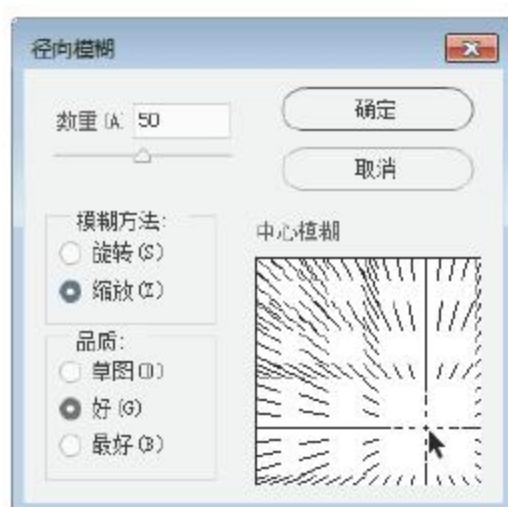 径向模糊
数量(A) 50
确定
取消
模糊方法:
旋转(S)
缩放(Z)
中心模糊
品质:
草图(D)
好(G)
最好(B)